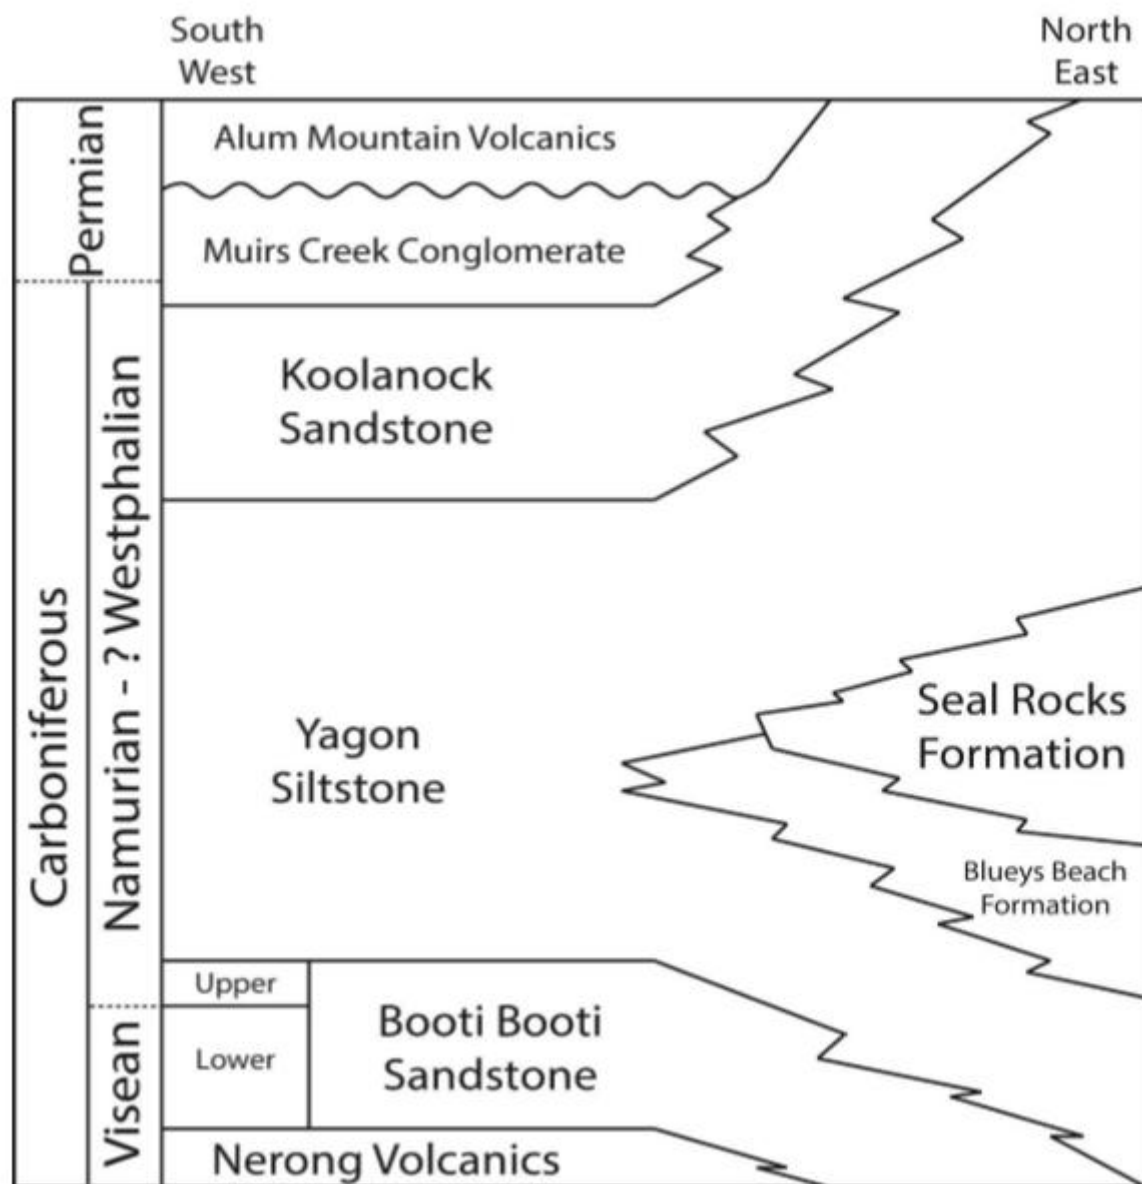 South
West
North
East
Permian
Alum Mountain Volcanics
Muirs Creek Conglomerate
Carboniferous
Namurian - ? Westphalian
Koolanock
Sandstone
Yagon
Siltstone
Seal Rocks
Formation
Blueys Beach
Formation
Visean
Upper
Lower
Booti Booti
Sandstone
Nerong Volcanics